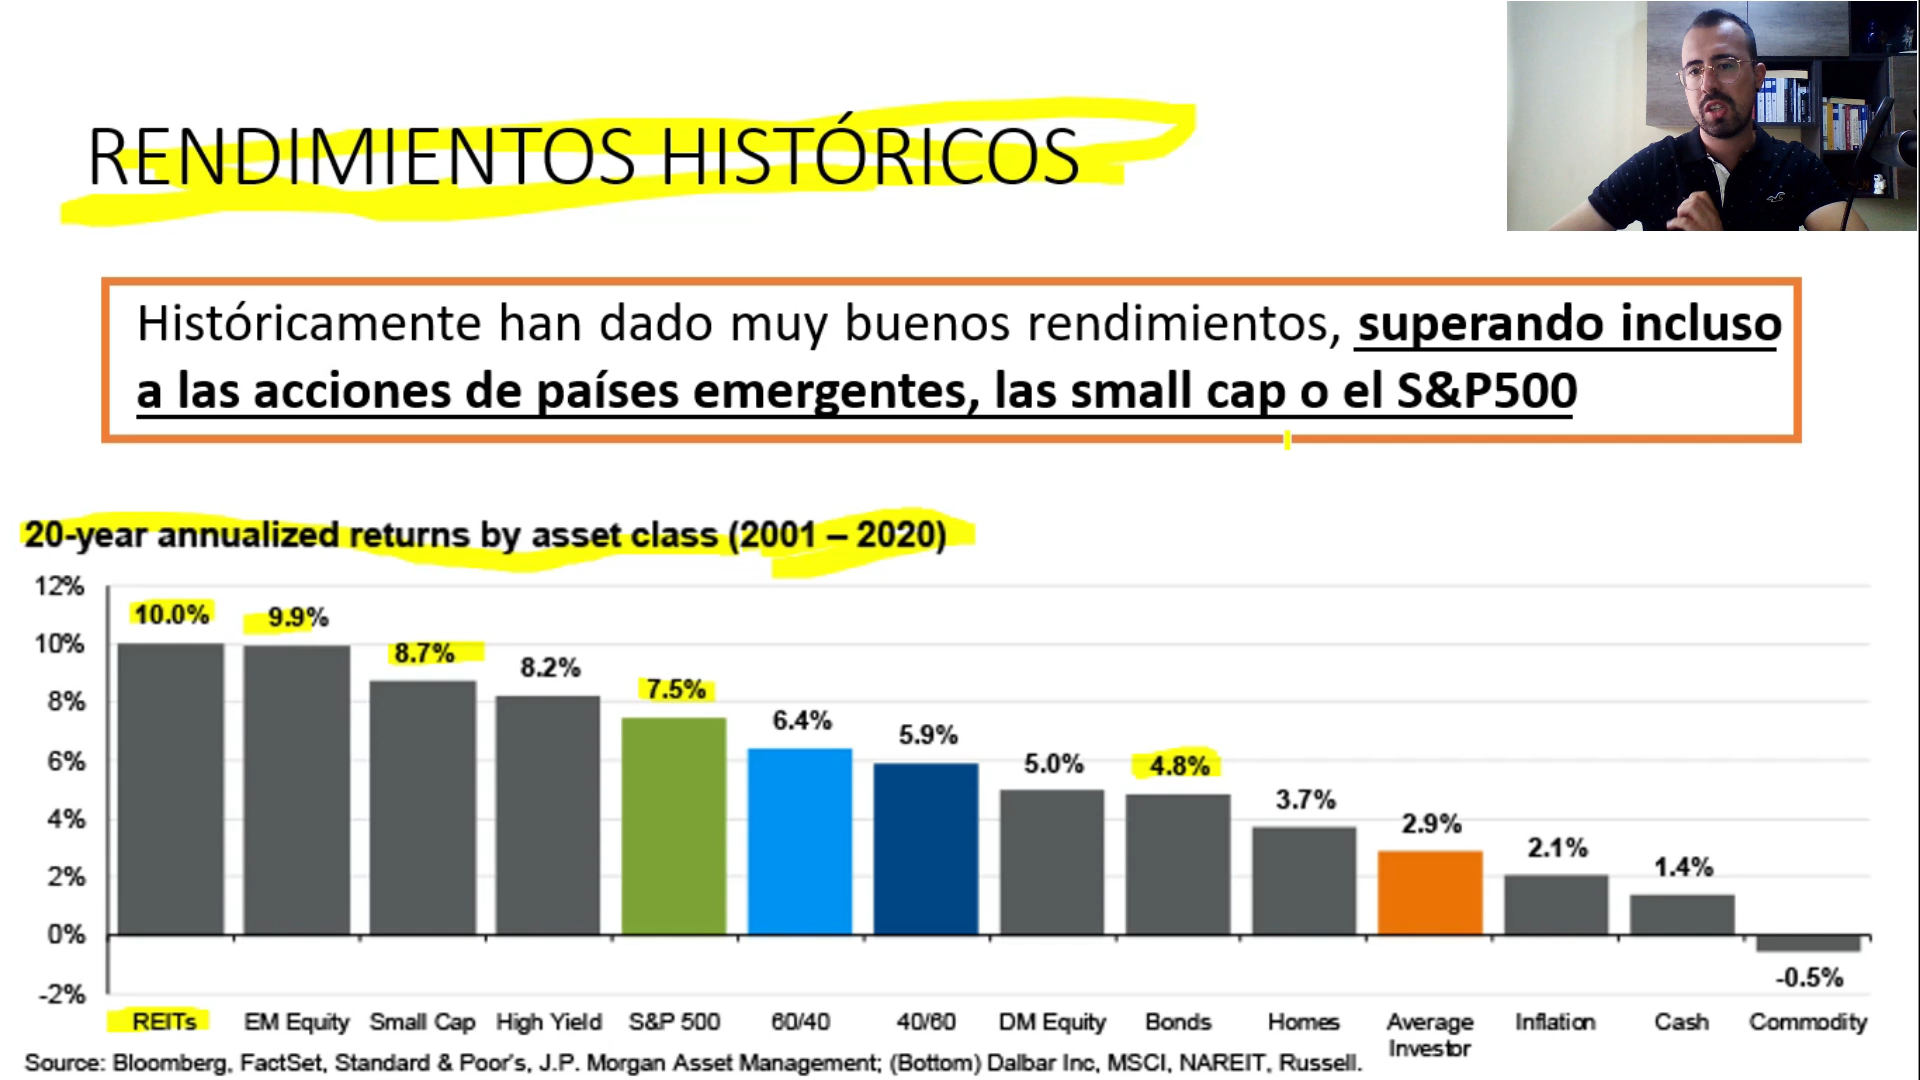 RENDIMIENTOS HISTÓRICOS
Históricamente han dado muy buenos rendimientos, superando incluso
a las acciones de países emergentes, las small cap o el S&P500
20-year annualized returns by asset class (2001 – 2020)
12%
10%
8%
6%
4%
2%
0%
-2%
10.0%
9.9%
8.7%
8.2%
7.5%
6.4%
5.9%
5.0%
4.8%
3.7%
2.9%
2.1%
1.4%
-0.5%
REITs
EM Equity
Small Cap
High Yield
S&P 500
60/40
40/60
DM Equity
Bonds
Homes
Average
Investor
Inflation
Cash
Commodity
Source: Bloomberg, FactSet, Standard & Poor's, J.P. Morgan Asset Management; (Bottom) Dalbar Inc, MSCI, NAREIT, Russell.